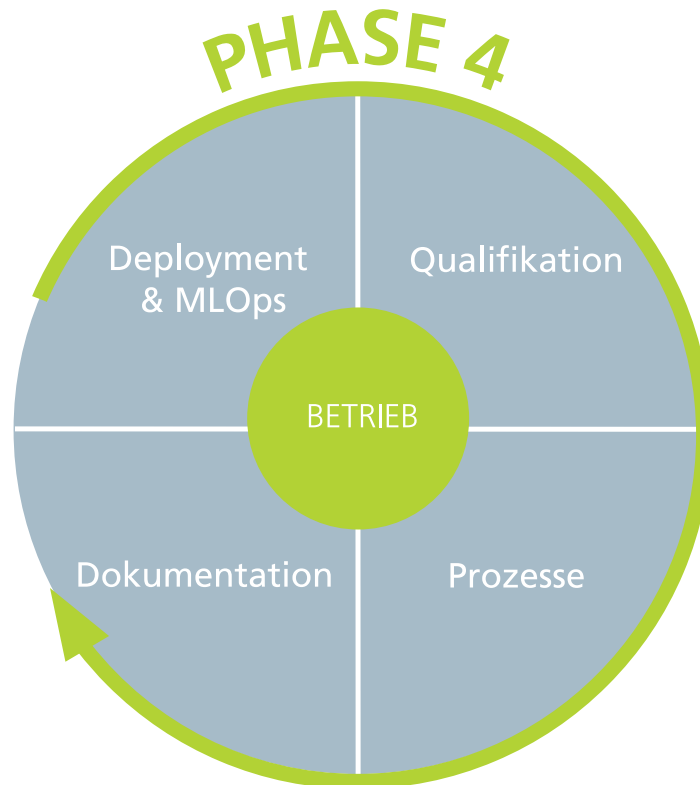 PHASE 4
Deployment
& MLOps
Qualifikation
BETRIEB
Dokumentation
Prozesse